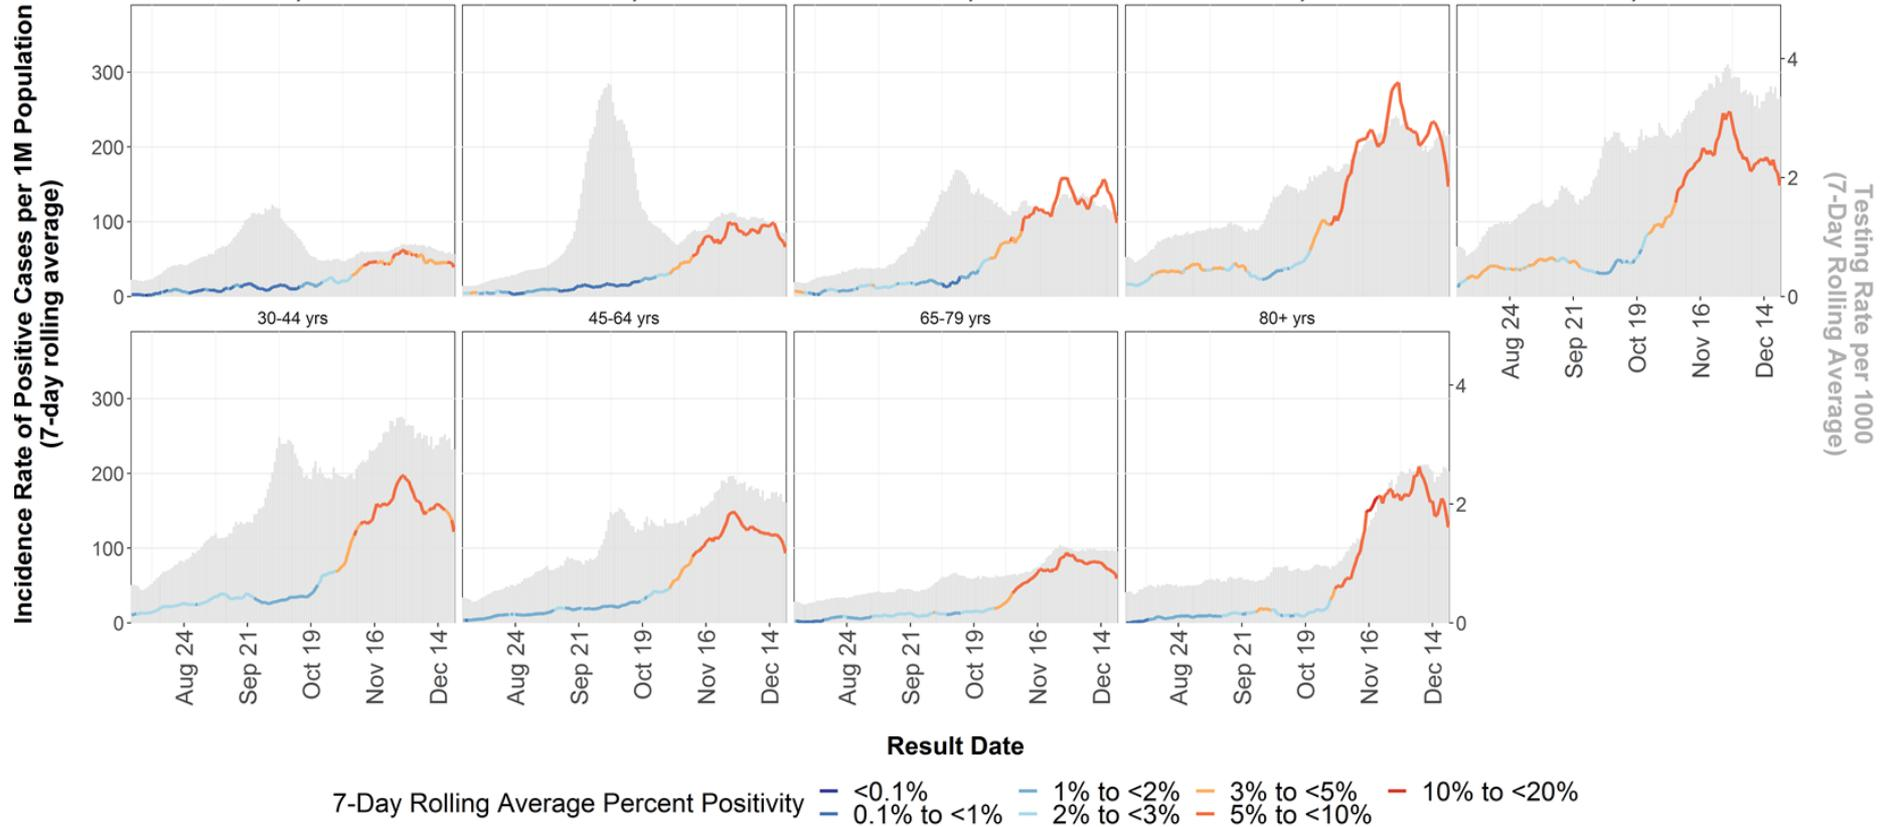 Incidence Rate of Positive Cases per 1M Population
(7-day rolling average)
300
200
100
0
4
2
0
Aug 24
Sep 21
Oct 19
Nov 16
Dec 14
Testing Rate per 1000
(7-Day Rolling Average)
30-44 yrs
45-64 yrs
65-79 yrs
80+ yrs
300
200
100
0
4
2
0
Aug 24
Sep 21
Oct 19
Nov 16
Dec 14
Aug 24
Sep 21
Oct 19
Nov 16
Dec 14
Aug 24
Sep 21
Oct 19
Nov 16
Dec 14
Aug 24
Sep 21
Oct 19
Nov 16
Dec 14
Result Date
7-Day Rolling Average Percent Positivity
<0.1%
1% to <2%
3% to <5%
10% to <20%
0.1% to <1%
2% to <3%
5% to <10%